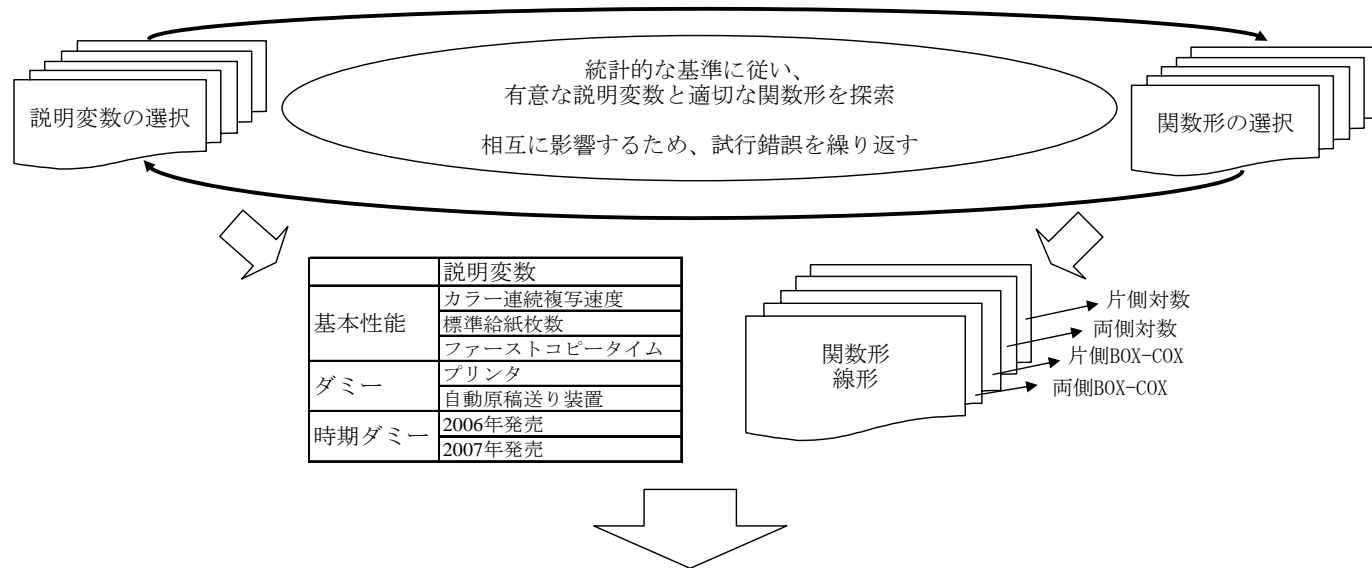 統計的な基準に従い、
有意な説明変数と適切な関数形を探索
相互に影響するため、試行錯誤を繰り返す
説明変数の選択
関数形の選択
説明変数
基本性能
カラー連続複写速度
標準給紙枚数
ファーストコピータイム
ダミー
プリンタ
自動原稿送り装置
時期ダミー
2006年発売
2007年発売
関数形
線形
片側対数
両側対数
片側BOX-COX
両側BOX-COX